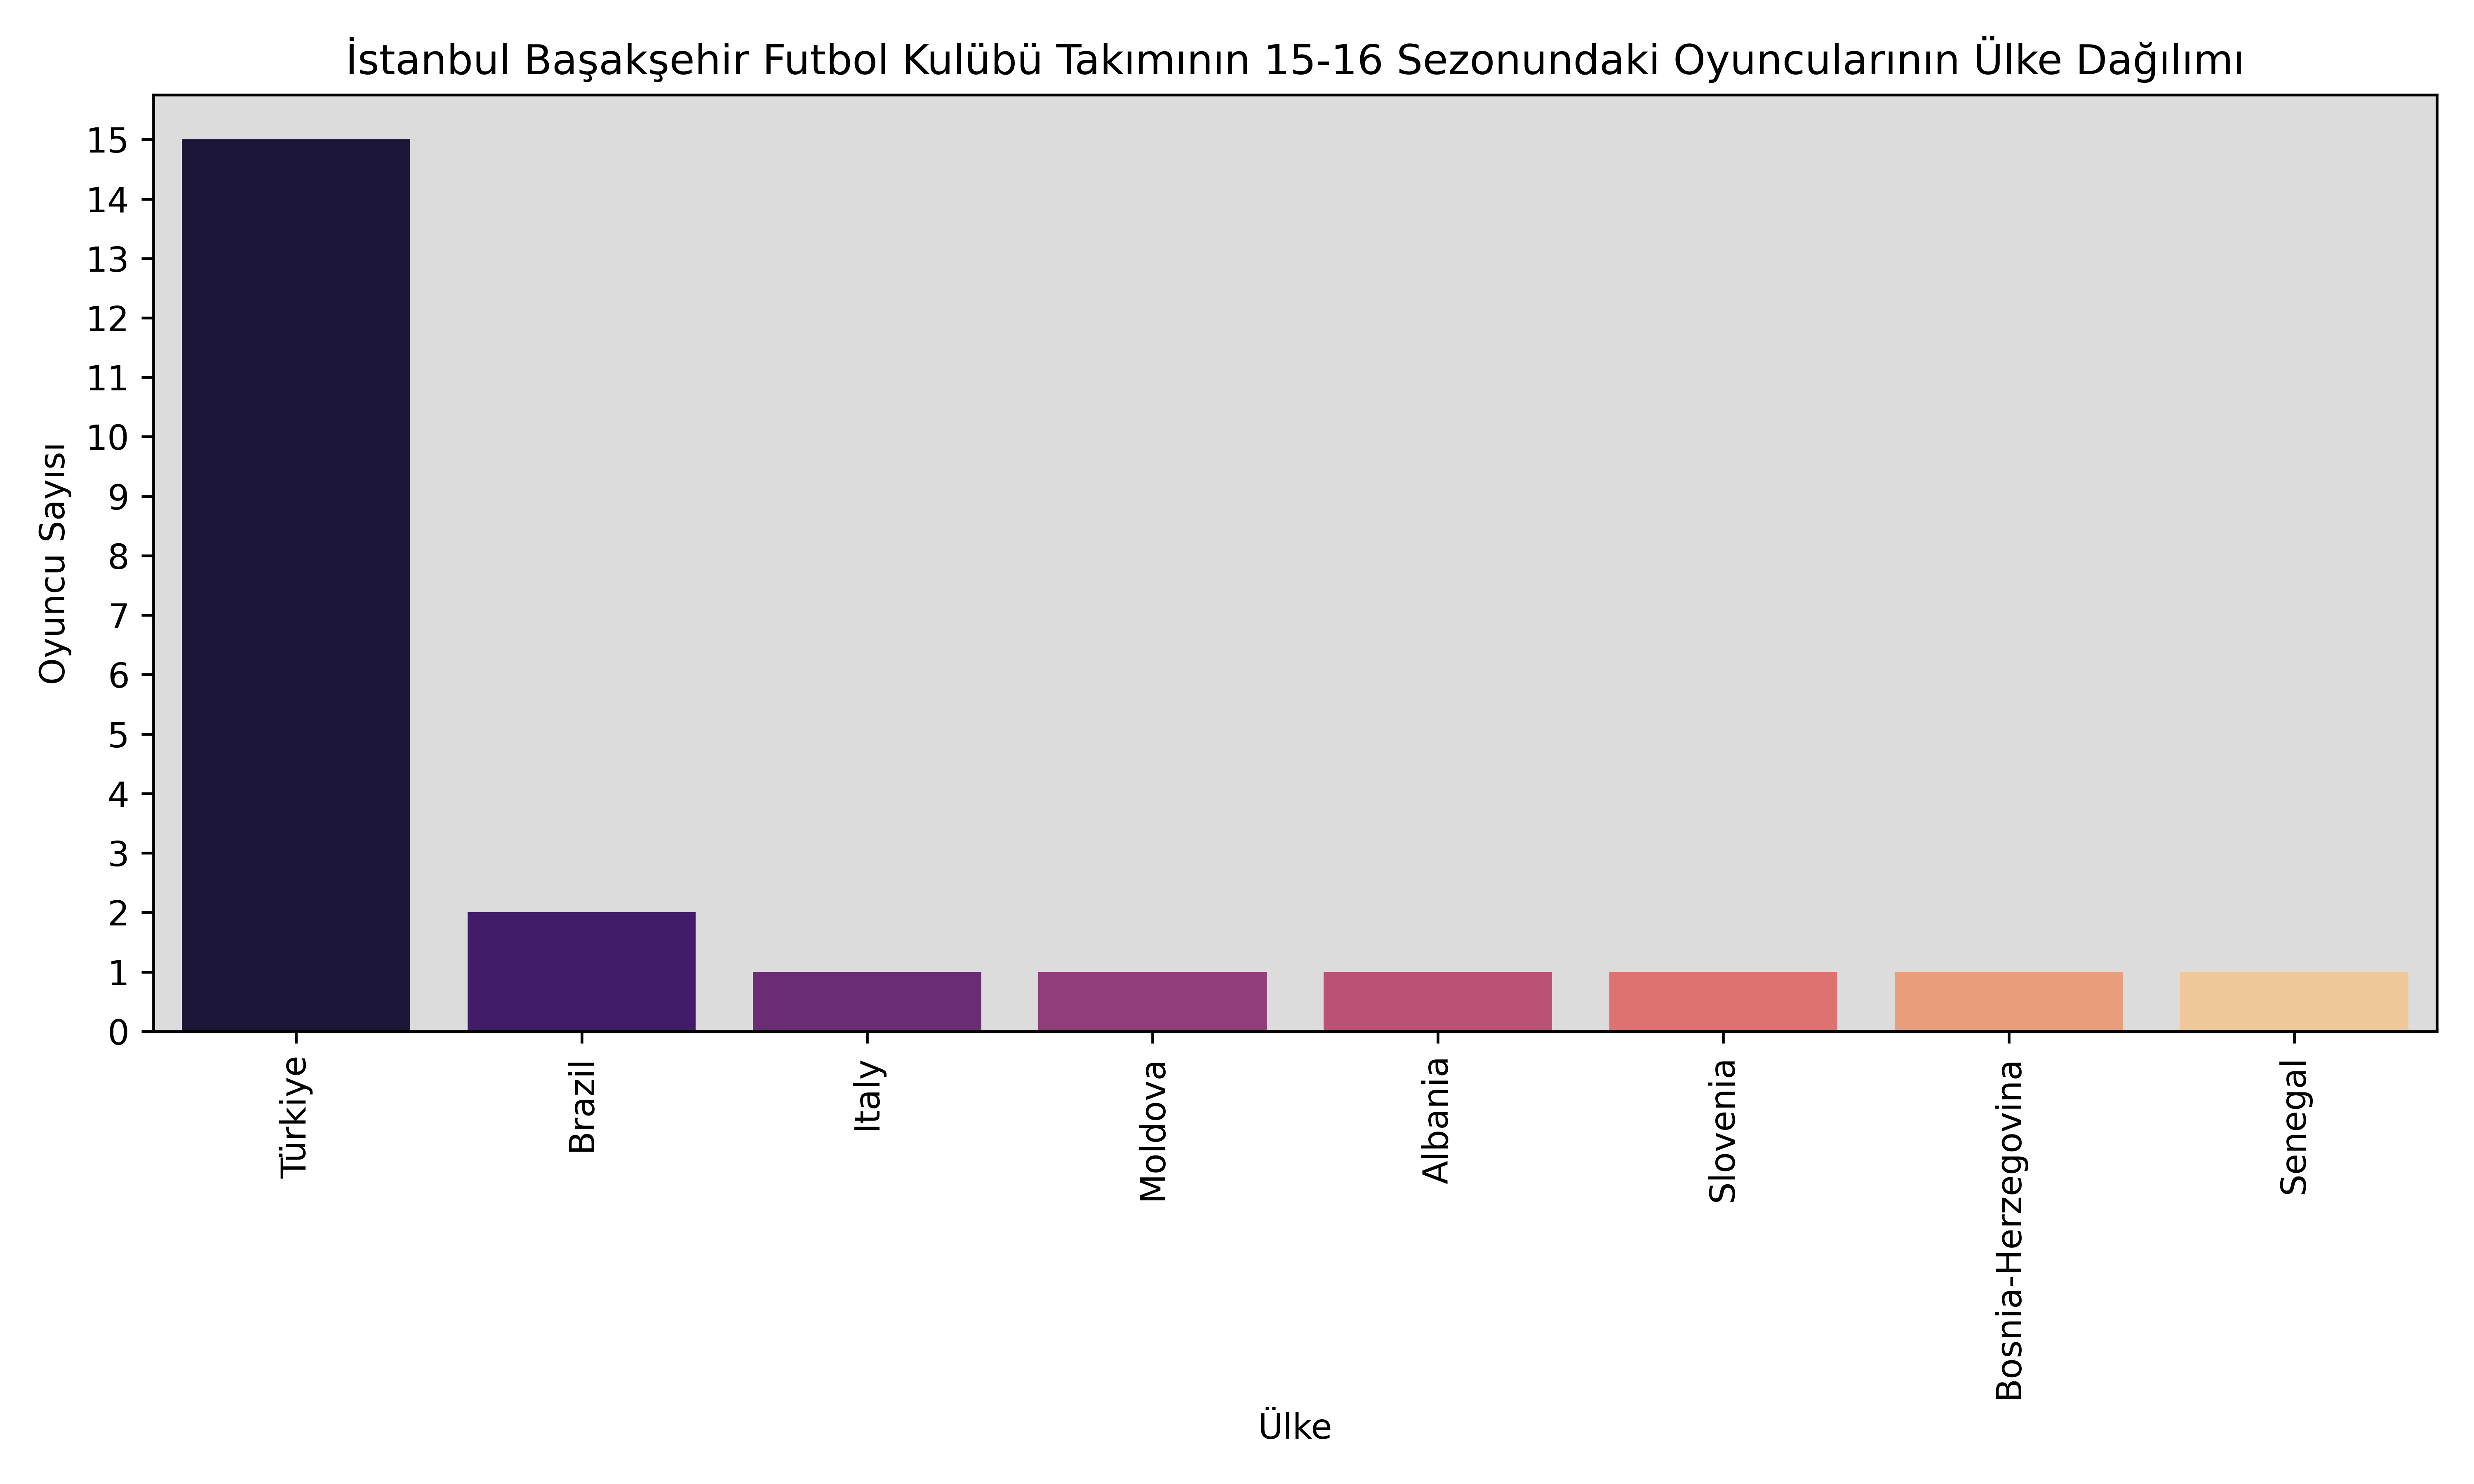 İstanbul Başakşehir Futbol Kulübü Takımının 15-16 Sezonundaki Oyuncularının Ülke Dağılımı
Oyuncu Sayısı
15
14
13
12
11
10
9
8
7
6
5
4
3
2
1
0
Türkiye
Brazil
Italy
Moldova
Albania
Slovenia
Bosnia-Herzegovina
Senegal
Ülke